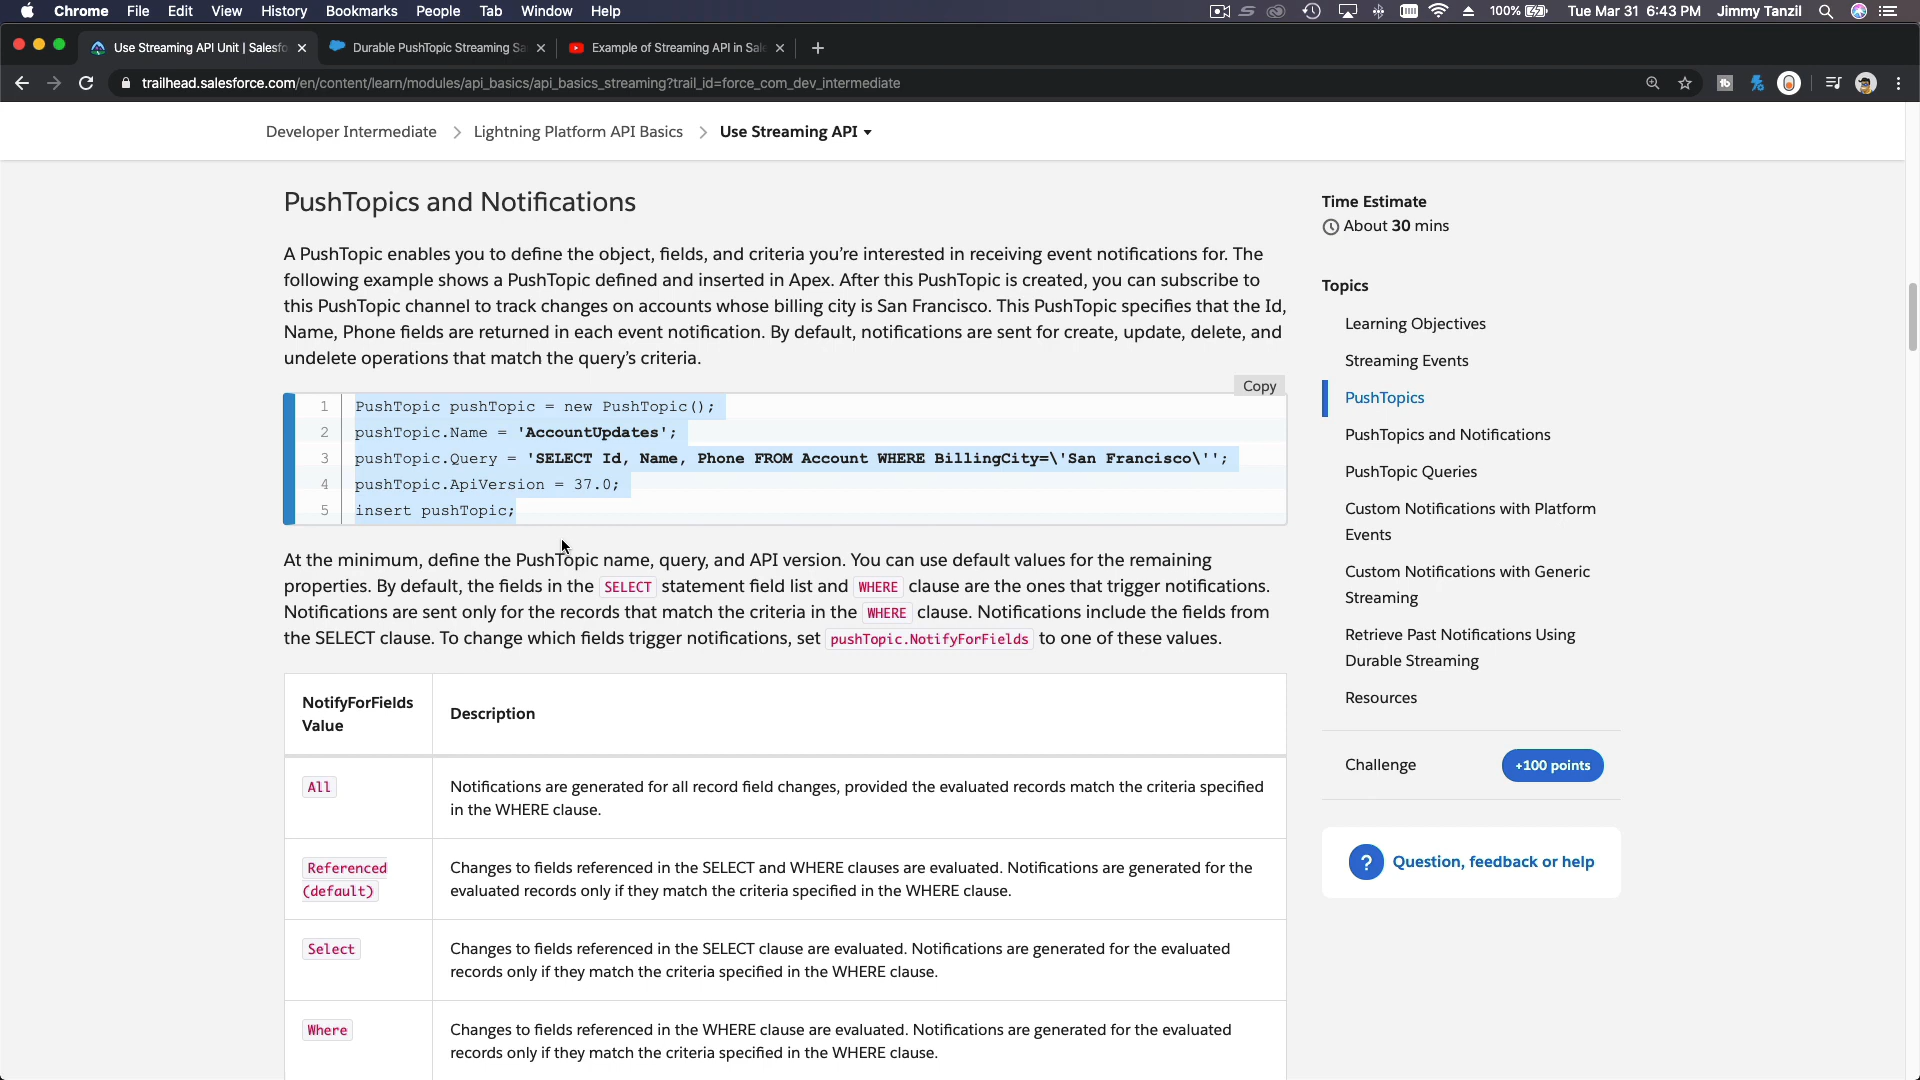 Chrome File Edit View History Bookmarks People Tab Window Help 100% Tue Mar 31 6:43 PM Jimmy Tanzil
Use Streaming API Unit | Salesfo Durable PushTopic Streaming Sa Example of Streaming API in Sale
trailhead.salesforce.com/en/content/learn/modules/api_basics/api_basics_streaming?trail_id=force_com_dev_intermediate
Developer Intermediate > Lightning Platform API Basics > Use Streaming API
PushTopics and Notifications
A PushTopic enables you to define the object, fields, and criteria you’re interested in receiving event notifications for. The
following example shows a PushTopic defined and inserted in Apex. After this PushTopic is created, you can subscribe to
this PushTopic channel to track changes on accounts whose billing city is San Francisco. This PushTopic specifies that the Id,
Name, Phone fields are returned in each event notification. By default, notifications are sent for create, update, delete, and
undelete operations that match the query’s criteria.
Copy
1 PushTopic pushTopic = new PushTopic();
2 pushTopic.Name = 'AccountUpdates';
3 pushTopic.Query = 'SELECT Id, Name, Phone FROM Account WHERE BillingCity=\'San Francisco\'';
4 pushTopic.ApiVersion = 37.0;
5 insert pushTopic;
At the minimum, define the PushTopic name, query, and API version. You can use default values for the remaining
properties. By default, the fields in the SELECT statement field list and WHERE clause are the ones that trigger notifications.
Notifications are sent only for the records that match the criteria in the WHERE clause. Notifications include the fields from
the SELECT clause. To change which fields trigger notifications, set pushTopic.NotifyForFields to one of these values.
NotifyForFields
Value
Description
All
Notifications are generated for all record field changes, provided the evaluated records match the criteria specified
in the WHERE clause.
Referenced
(default)
Changes to fields referenced in the SELECT and WHERE clauses are evaluated. Notifications are generated for the
evaluated records only if they match the criteria specified in the WHERE clause.
Select
Changes to fields referenced in the SELECT clause are evaluated. Notifications are generated for the evaluated
records only if they match the criteria specified in the WHERE clause.
Where
Changes to fields referenced in the WHERE clause are evaluated. Notifications are generated for the evaluated
records only if they match the criteria specified in the WHERE clause.
Time Estimate
About 30 mins
Topics
Learning Objectives
Streaming Events
PushTopics
PushTopics and Notifications
PushTopic Queries
Custom Notifications with Platform
Events
Custom Notifications with Generic
Streaming
Retrieve Past Notifications Using
Durable Streaming
Resources
Challenge +100 points
? Question, feedback or help